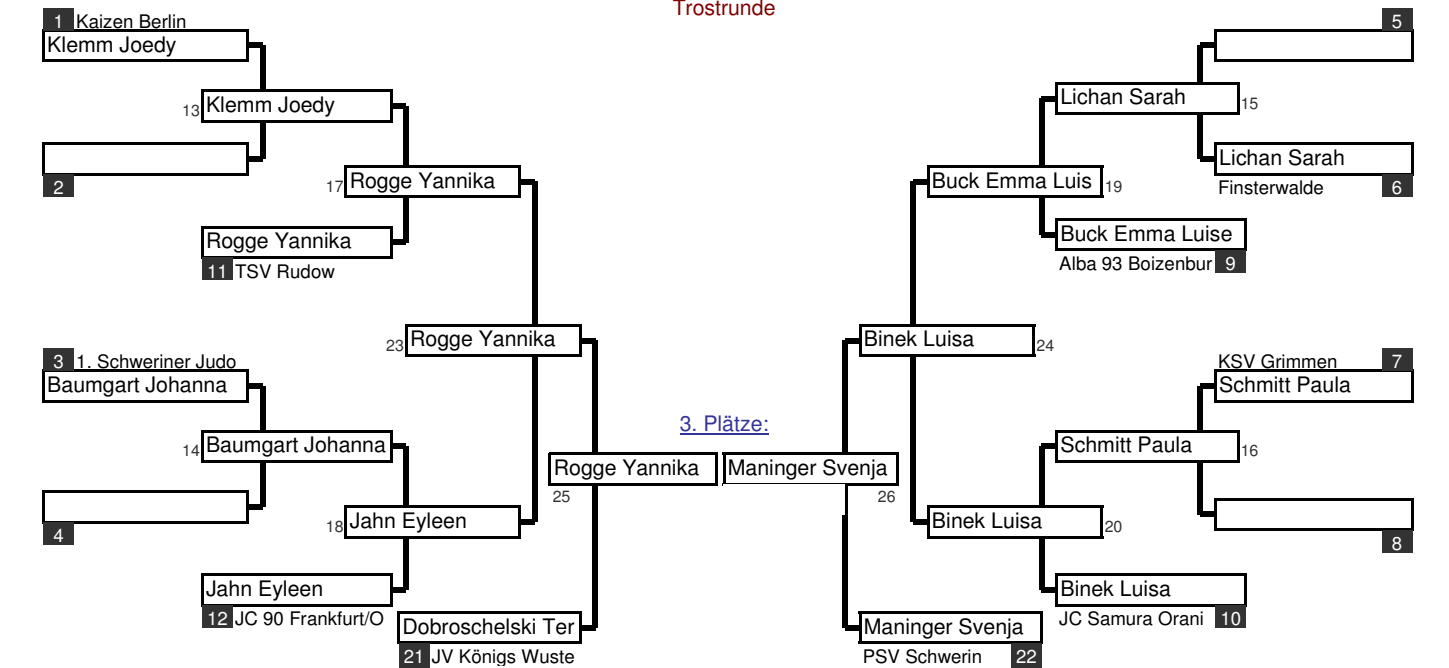 Trostrunde
1 Kaizen Berlin
Klemm Joedy
13 Klemm Joedy
2
17 Rogge Yannika
Rogge Yannika
11 TSV Rudow
23 Rogge Yannika
3 1. Schweriner Judo
Baumgart Johanna
14 Baumgart Johanna
4
18 Jahn Eyleen
Jahn Eyleen
12 JC 90 Frankfurt/O
3. Plätze:
Rogge Yannika
25
Dobroschelski Ter
21 JV Königs Wuste
5
Lichan Sarah 15
Lichan Sarah
Finsterwalde 6
Buck Emma Luis 19
Buck Emma Luise
Alba 93 Boizenbur 9
Binek Luisa 24
KSV Grimmen 7
Schmitt Paula
Schmitt Paula 16
8
Binek Luisa 20
Binek Luisa
JC Samura Orani 10
Maninger Svenja
26
Maninger Svenja
PSV Schwerin 22